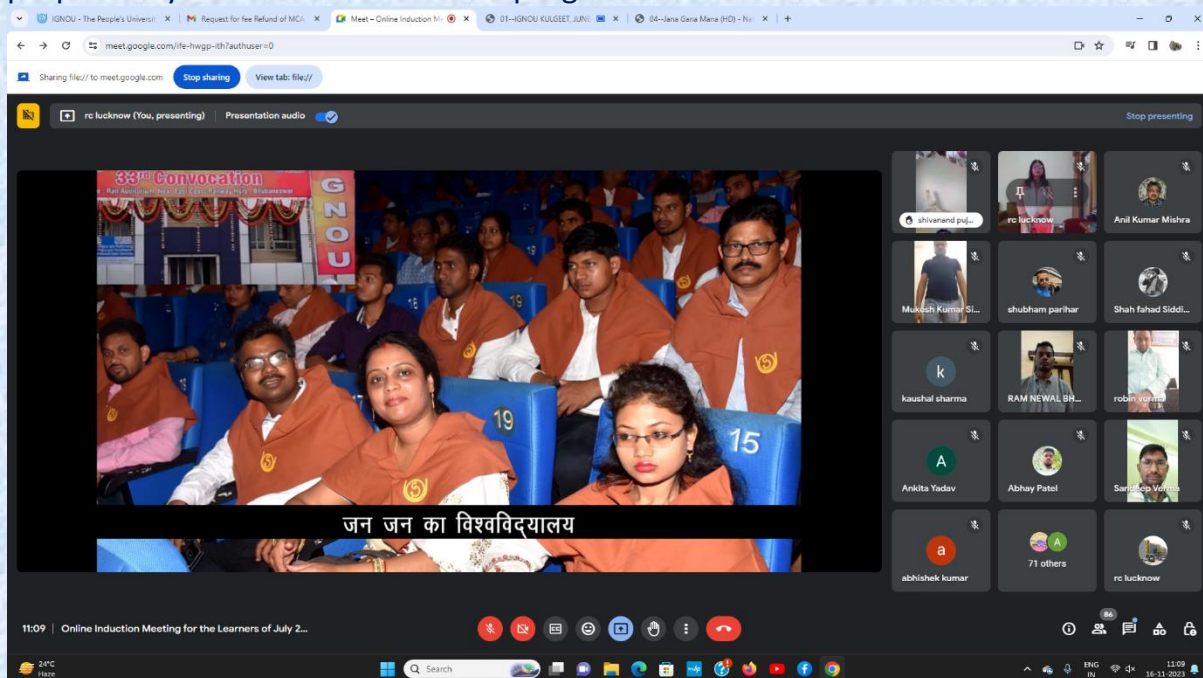 IGNOU - The People's Universi
Request for fee Refund of MCA
Meet – Online Induction Me
01--IGNOU KULGEET, JUNE
04--Jana Gana Mana (HD) - Na
meet.google.com/ife-hwgp-ith?authuser=0
Sharing file:// to meet.google.com
Stop sharing
View tab: file://
rc lucknow (You, presenting)
Presentation audio
Stop presenting
33rd Convocation
GNOU
18
19
16
19
15
जन जन का विश्वविद्यालय
shivanand puj...
rc lucknow
Anil Kumar Mishra
Mukesh Kumar Si...
shubham parihar
Shah fahad Siddi...
k
kaushal sharma
RAM NEWAL BH...
robin verma
A
Ankita Yadav
Abhay Patel
Sandeep Verma
a
abhishek kumar
A
71 others
rc lucknow
11:09 | Online Induction Meeting for the Learners of July 2...
86
24°C
Haze
Search
ENG
IN
11:09
16-11-2023